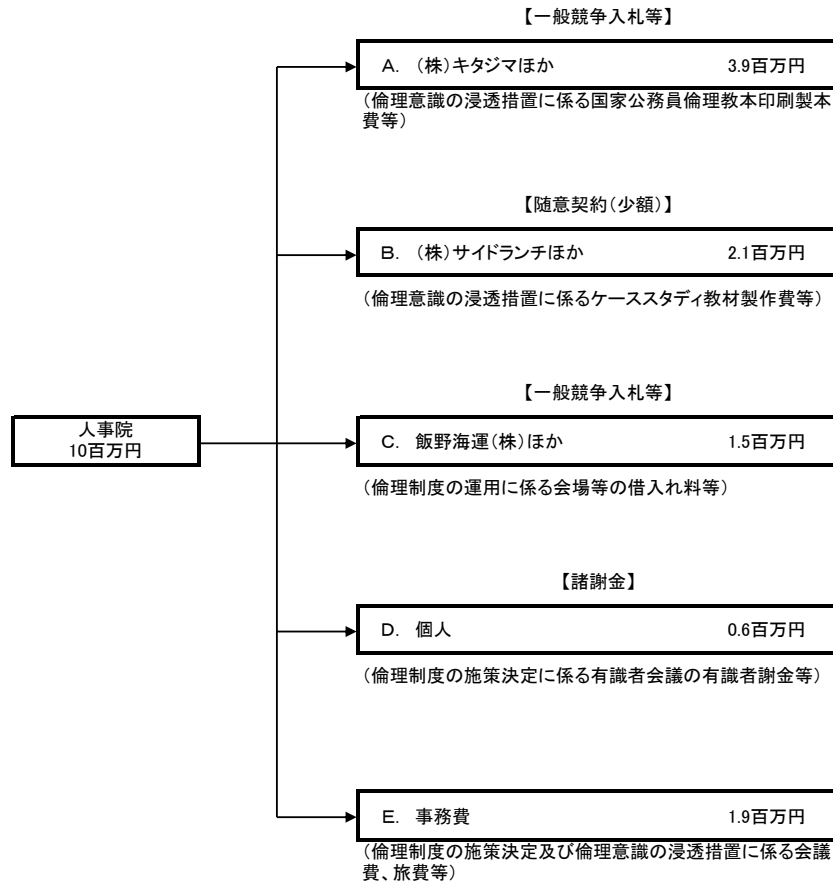 【一般競争入札等】
A. (株)キタジマほか 3.9百万円
(倫理意識の浸透措置に係る国家公務員倫理教本印刷製本
費等)
【随意契約(少額)】
B. (株)サイドランチほか 2.1百万円
(倫理意識の浸透措置に係るケーススタディ教材製作費等)
【一般競争入札等】
人事院
10百万円
C. 飯野海運(株)ほか 1.5百万円
(倫理制度の運用に係る会場等の借入れ料等)
【諸謝金】
D. 個人 0.6百万円
(倫理制度の施策決定に係る有識者会議の有識者謝金等)
E. 事務費 1.9百万円
(倫理制度の施策決定及び倫理意識の浸透措置に係る会議
費、旅費等)